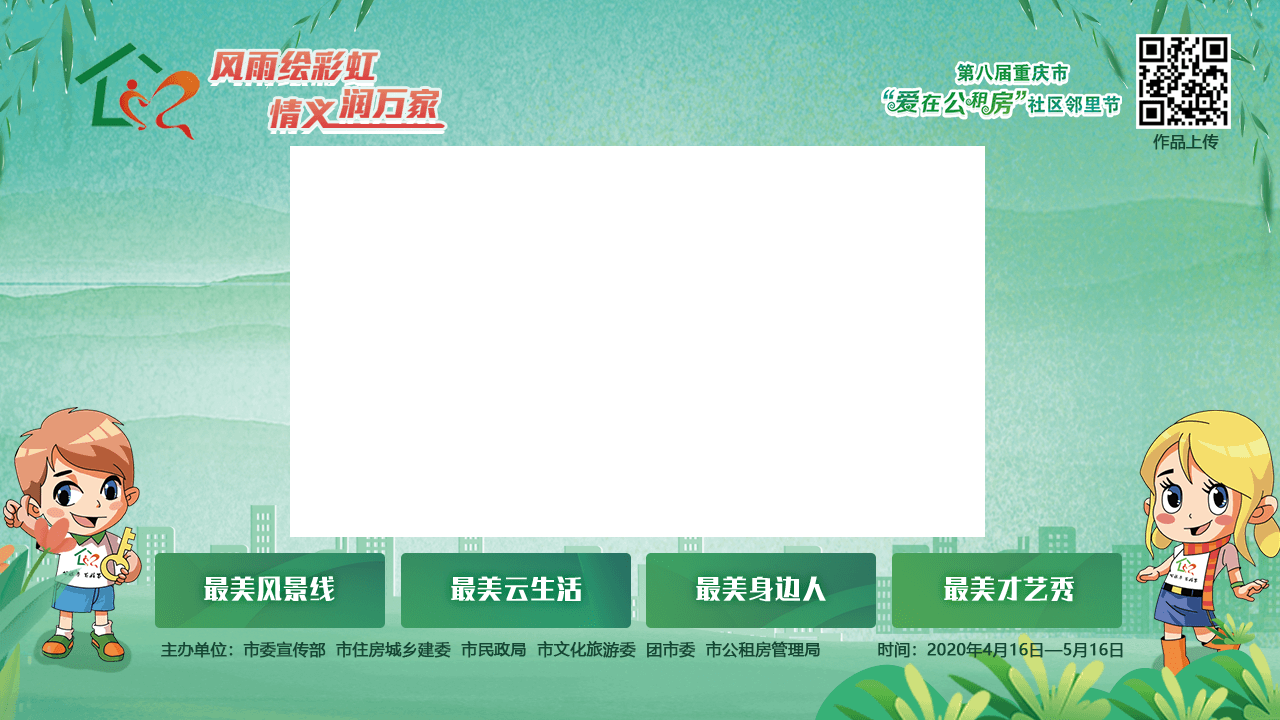 风雨绘彩虹
情义润万家
第八届重庆市
“爱在公租房”社区邻里节
作品上传
最美风景线
最美云生活
最美身边人
最美才艺秀
主办单位：市委宣传部 市住房城乡建委 市民政局 市文化旅游委 团市委 市公租房管理局
时间：2020年4月16日—5月16日